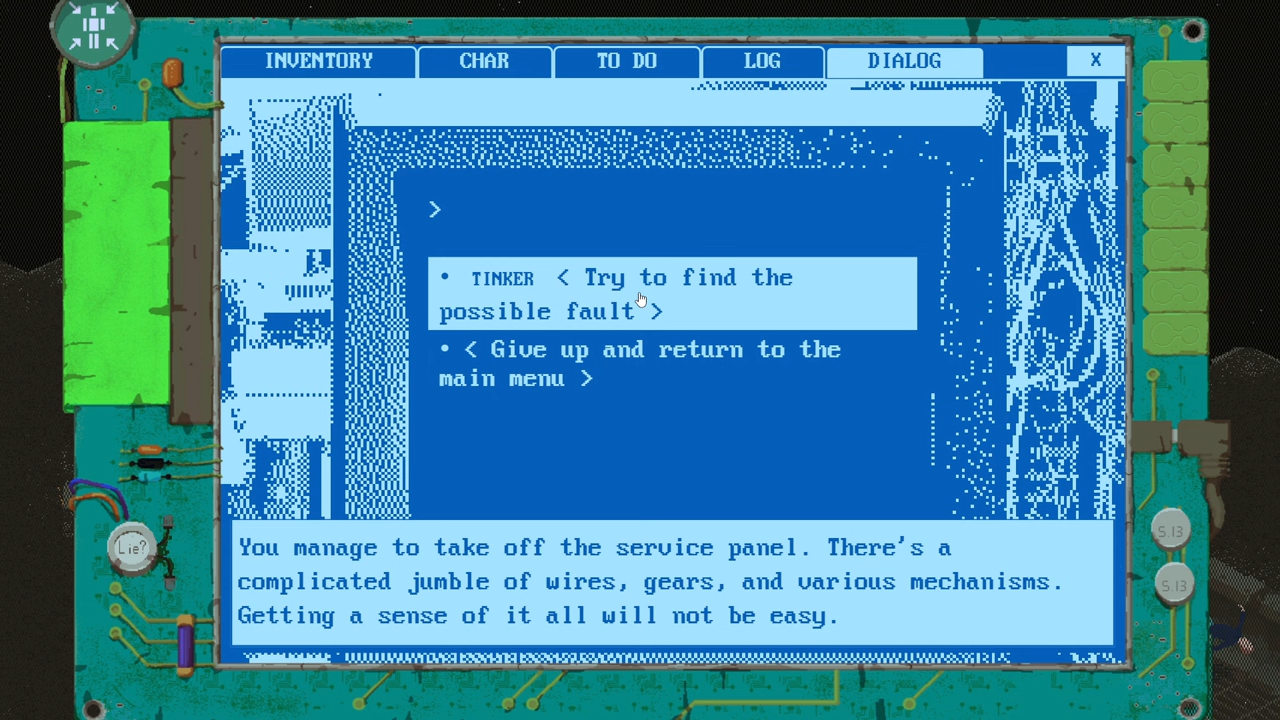 INVENTORY
CHAR
TO DO
LOG
DIALOG
X
>
• TINKER < Try to find the
possible fault >
• < Give up and return to the
main menu >
Lie?
S.13
S.13
You manage to take off the service panel. There's a
complicated jumble of wires, gears, and various mechanisms.
Getting a sense of it all will not be easy.